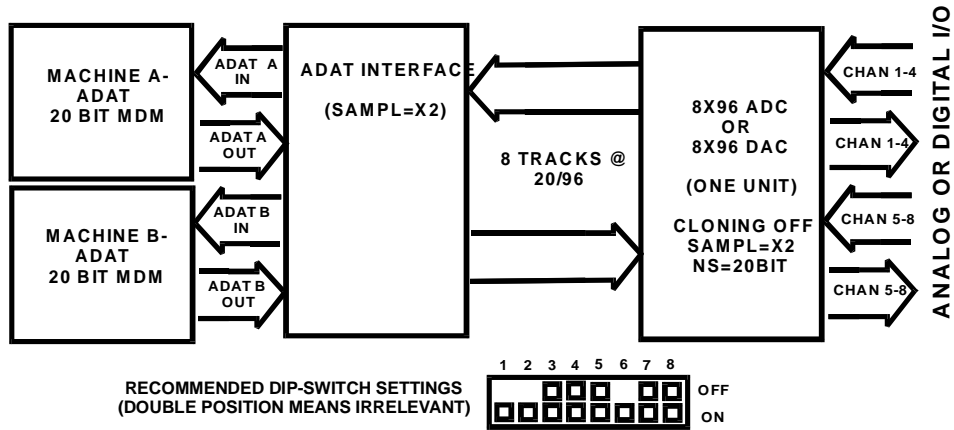 MACHINE A-
ADAT
20 BIT MDM
ADAT A
IN
ADAT A
OUT
MACHINE B-
ADAT
20 BIT MDM
ADAT B
IN
ADAT B
OUT
ADAT INTERFACE
(SAMPL=X2)
8 TRACKS @
20/96
8X96 ADC
OR
8X96 DAC
(ONE UNIT)
CLONING OFF
SAMPL=X2
NS=20BIT
CHAN 1-4
CHAN 1-4
CHAN 5-8
CHAN 5-8
ANALOG OR DIGITAL I/O
RECOMMENDED DIP-SWITCH SETTINGS
(DOUBLE POSITION MEANS IRRELEVANT)
1 2 3 4 5 6 7 8
OFF
ON